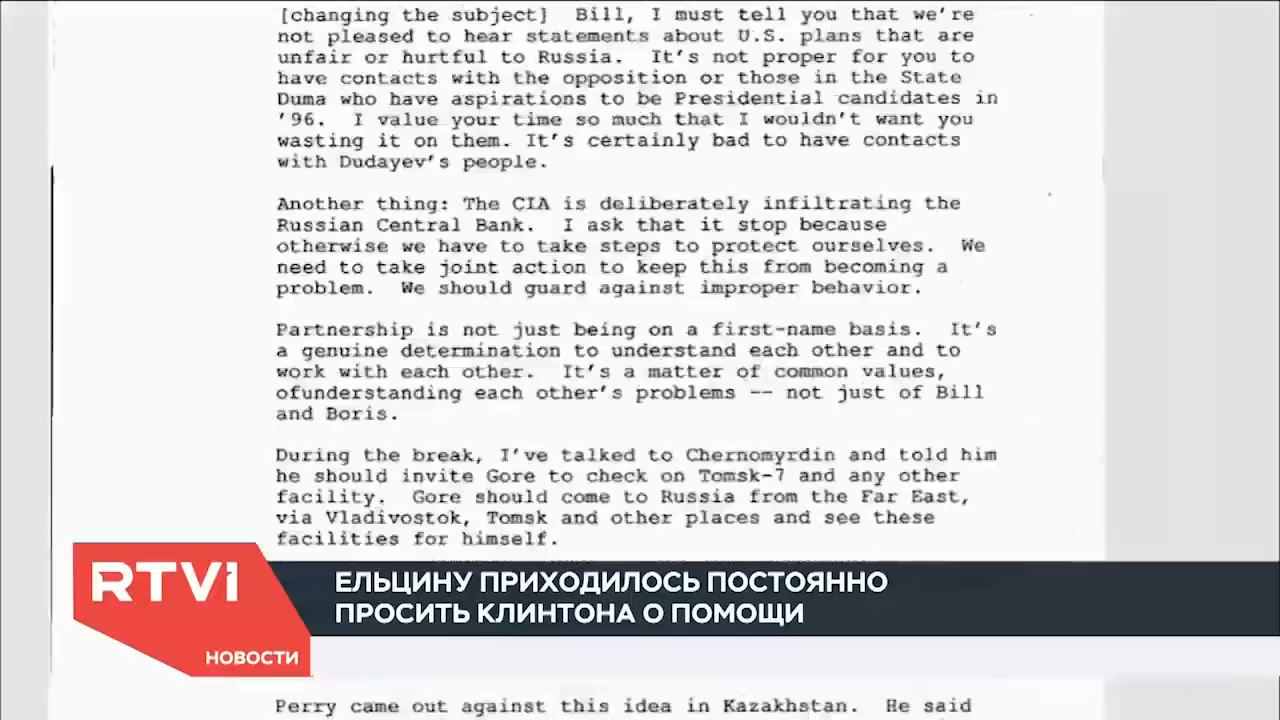 [changing the subject]  Bill, I must tell you that we're
not pleased to hear statements about U.S. plans that are
unfair or hurtful to Russia.  It's not proper for you to
have contacts with the opposition or those in the State
Duma who have aspirations to be Presidential candidates in
'96.  I value your time so much that I wouldn't want you
wasting it on them. It's certainly bad to have contacts
with Dudayev's people.
Another thing: The CIA is deliberately infiltrating the
Russian Central Bank.  I ask that it stop because
otherwise we have to take steps to protect ourselves.  We
need to take joint action to keep this from becoming a
problem.  We should guard against improper behavior.
Partnership is not just being on a first-name basis.  It's
a genuine determination to understand each other and to
work with each other.  It's a matter of common values,
ofunderstanding each other's problems -- not just of Bill
and Boris.
During the break, I've talked to Chernomyrdin and told him
he should invite Gore to check on Tomsk-7 and any other
facility.  Gore should come to Russia from the Far East,
via Vladivostok, Tomsk and other places and see these
facilities for himself.
RTVI
НОВОСТИ
ЕЛЬЦИНУ ПРИХОДИЛОСЬ ПОСТОЯННО
ПРОСИТЬ КЛИНТОНА О ПОМОЩИ
Perry came out against this idea in Kazakhstan.  He said